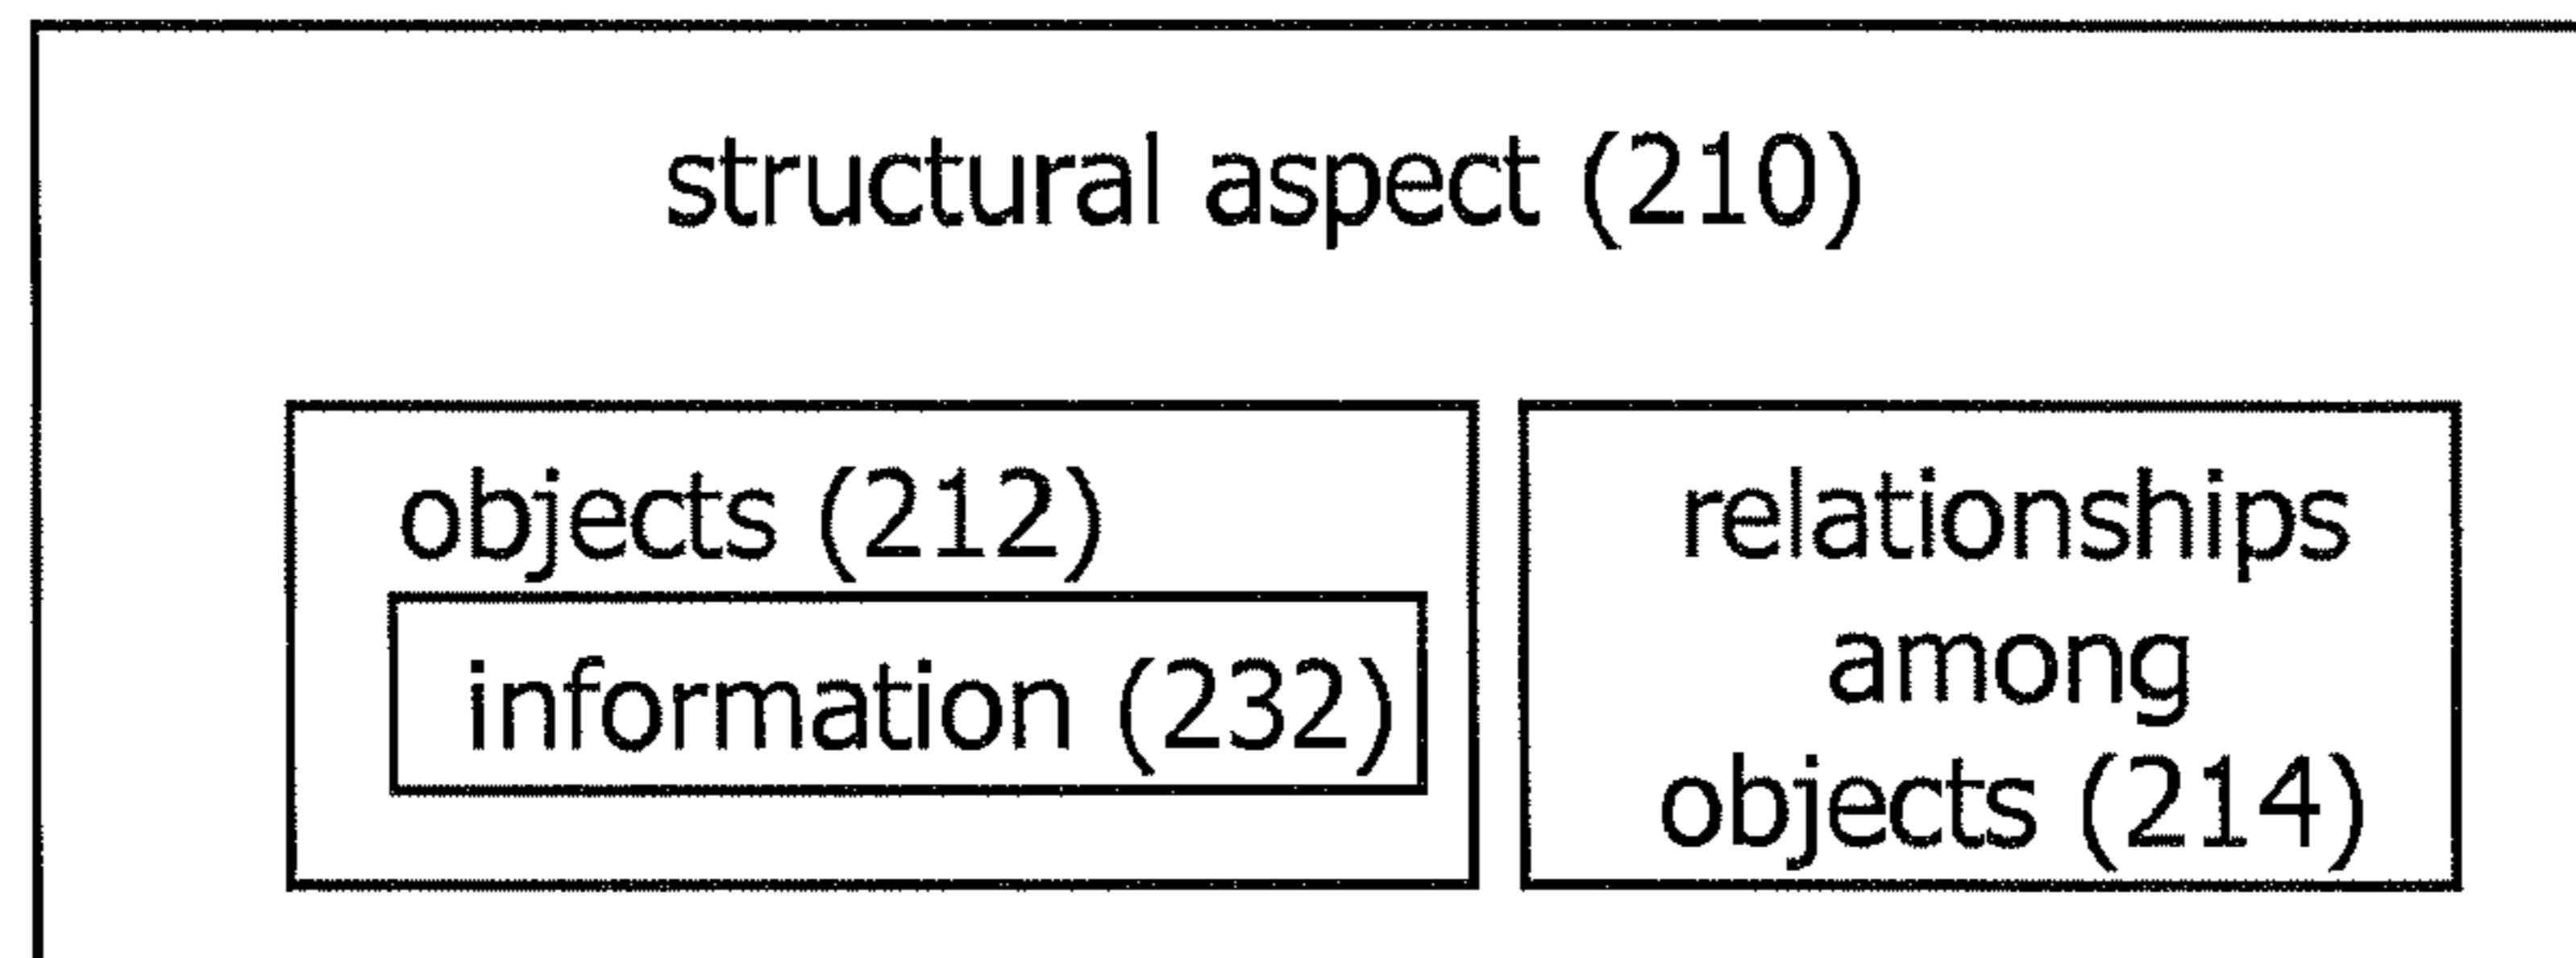 structural aspect (210)
objects (212)
information (232)
relationships
among
objects (214)